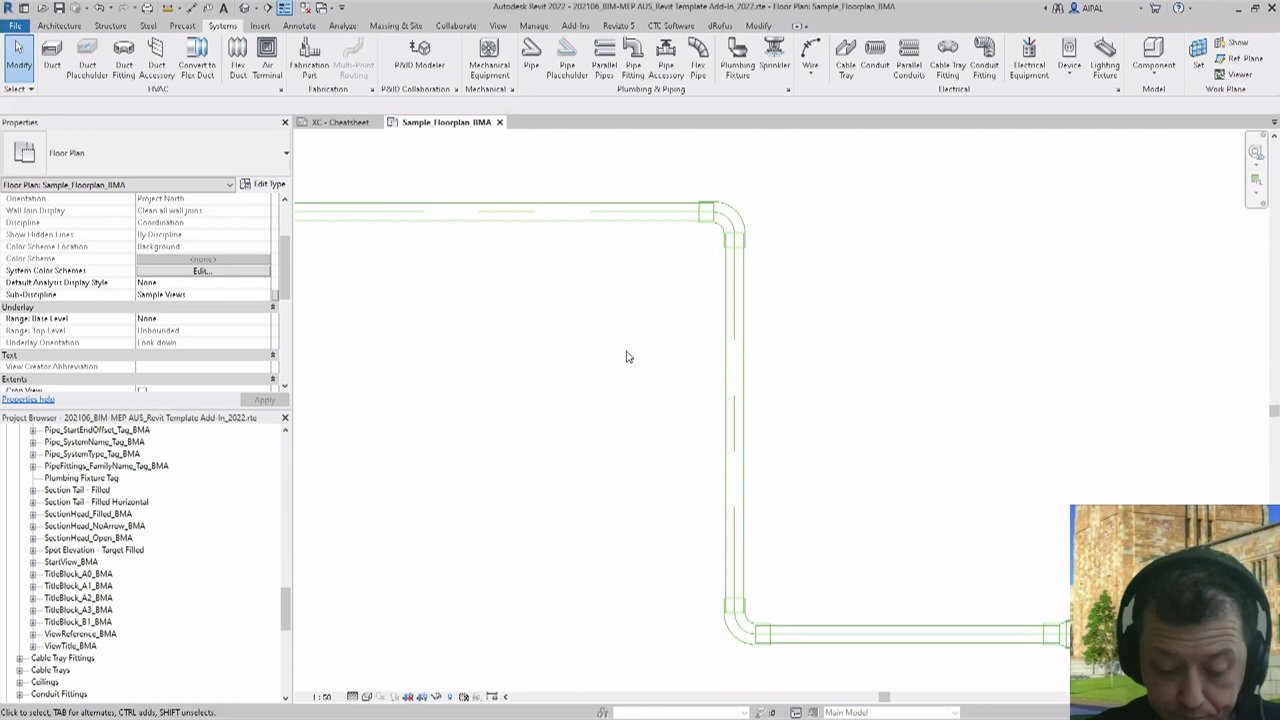 Autodesk Revit 2022 - 202106_BIM-MEP AUS_Revit Template Add-In_2022.rte - Floor Plan: Sample_Floorplan_BMA
AIPAL
File Architecture Structure Steel Precast Systems Insert Annotate Analyze Massing & Site Collaborate View Manage Add-Ins Revizto 5 CTC Software Rofus Modify
Modify
Duct
Duct Placeholder
Duct Fitting
Duct Accessory
Convert to Flex Duct
Flex Duct
Air Terminal
Fabrication Part
Multi-Point Routing
P&ID Modeler
Mechanical Equipment
Pipe
Pipe Placeholder
Parallel Pipes
Pipe Fitting
Pipe Accessory
Flex Pipe
Plumbing Fixture
Sprinkler
Wire
Cable Tray
Conduit
Parallel Conduits
Cable Tray Fitting
Conduit Fitting
Electrical Equipment
Device
Lighting Fixture
Component
Set
Show
Ref Plane
Viewer
Select HVAC Fabrication P&ID Collaboration Mechanical Plumbing & Piping Electrical Model Work Plane
Properties
XC - Cheatsheet
Sample_Floorplan_BMA
Floor Plan
Floor Plan: Sample_Floorplan_BMA
Edit Type
Orientation Project North
Wall Join Display Clean all wall joins
Discipline Coordination
Show Hidden Lines By Discipline
Color Scheme Location Background
Color Scheme <none>
System Color Schemes Edit...
Default Analysis Display Style None
Sub-Discipline Sample Views
Underlay
Range: Base Level None
Range: Top Level Unbounded
Underlay Orientation Look down
Text
View Creator Abbreviation
Extents
Crop View
Properties help
Apply
Project Browser - 202106_BIM-MEP AUS_Revit Template Add-In_2022.rte
Pipe_StartEndOffset_Tag_BMA
Pipe_SystemName_Tag_BMA
Pipe_SystemType_Tag_BMA
PipeFittings_FamilyName_Tag_BMA
Plumbing Fixture Tag
Section Tail - Filled
Section Tail - Filled Horizontal
SectionHead_Filled_BMA
SectionHead_NoArrow_BMA
SectionHead_Open_BMA
Spot Elevation - Target Filled
StartView_BMA
TitleBlock_A0_BMA
TitleBlock_A1_BMA
TitleBlock_A2_BMA
TitleBlock_A3_BMA
TitleBlock_B1_BMA
ViewReference_BMA
ViewTitle_BMA
Cable Tray Fittings
Cable Trays
Ceilings
Conduit Fittings
1 : 50
Click to select, TAB for alternates, CTRL adds, SHIFT unselects.
:0
Main Model